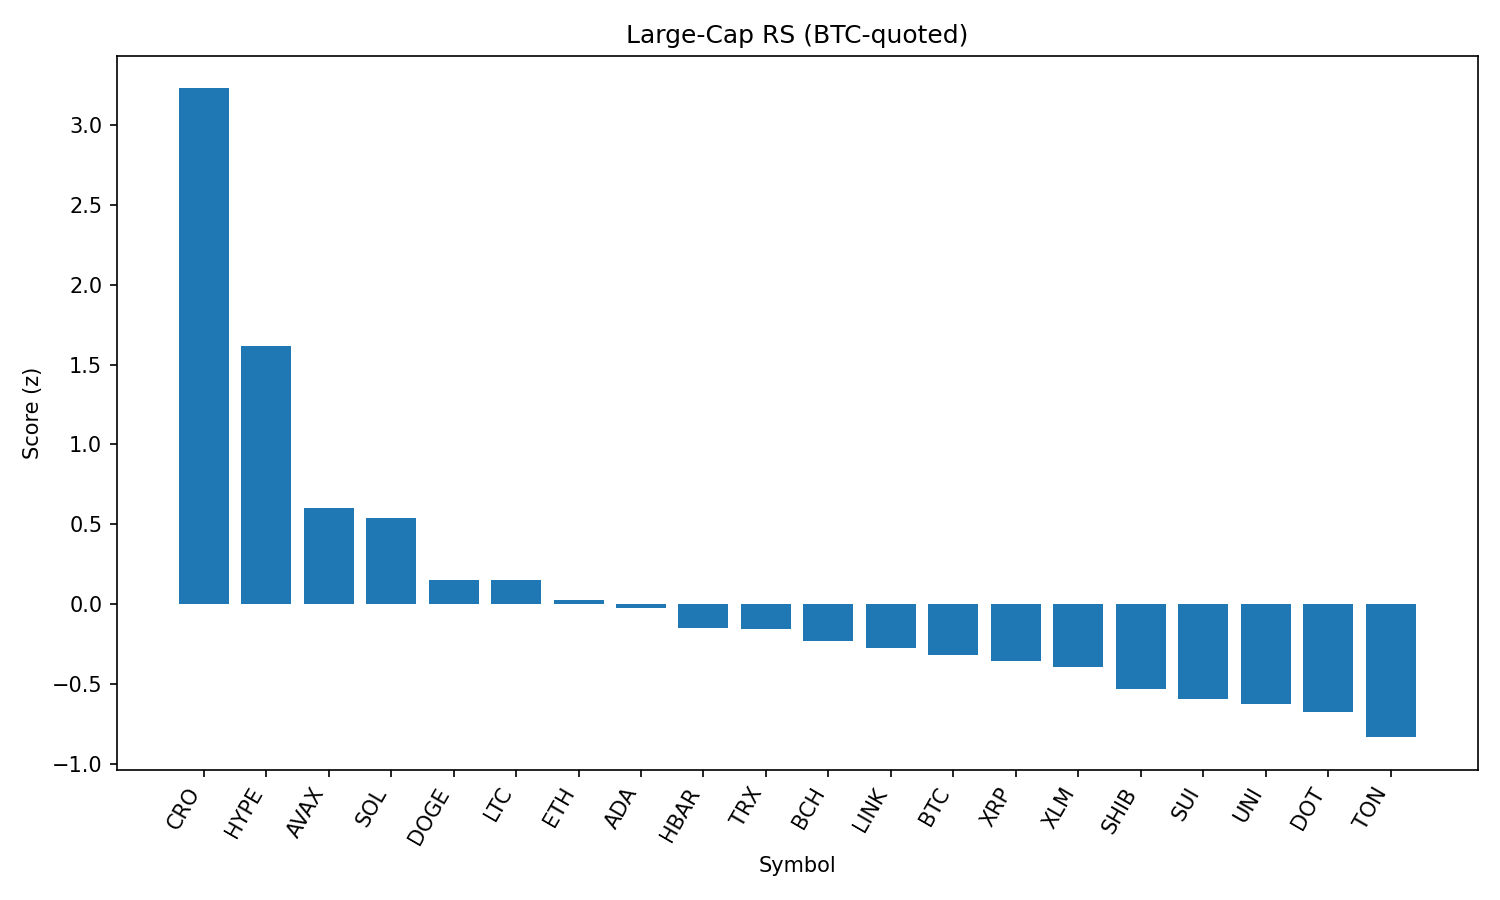 Large-Cap RS (BTC-quoted)
Score (z)
3.0
2.5
2.0
1.5
1.0
0.5
0.0
−0.5
−1.0
CRO
HYPE
AVAX
SOL
DOGE
LTC
ETH
ADA
HBAR
TRX
BCH
LINK
BTC
XRP
XLM
SHIB
SUI
UNI
DOT
TON
Symbol